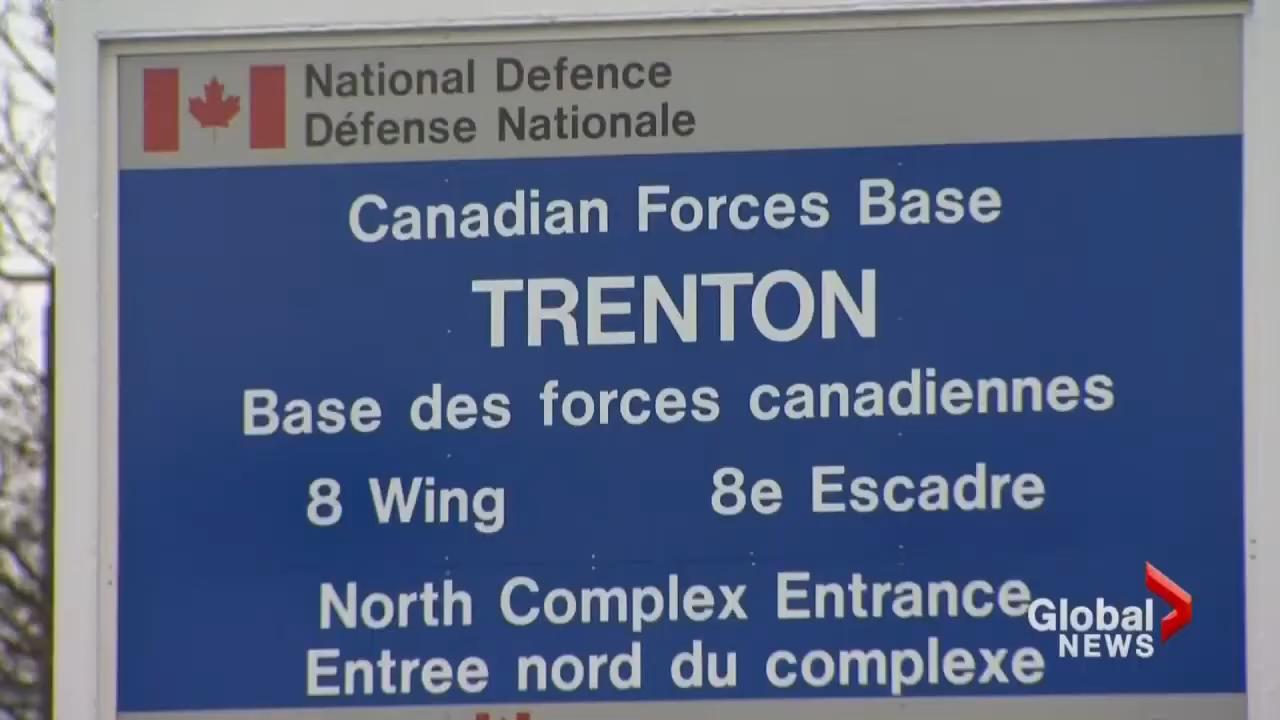 National Defence
Défense Nationale
Canadian Forces Base
TRENTON
Base des forces canadiennes
8 Wing 8e Escadre
North Complex Entrance
Entree nord du complexe
Global
NEWS